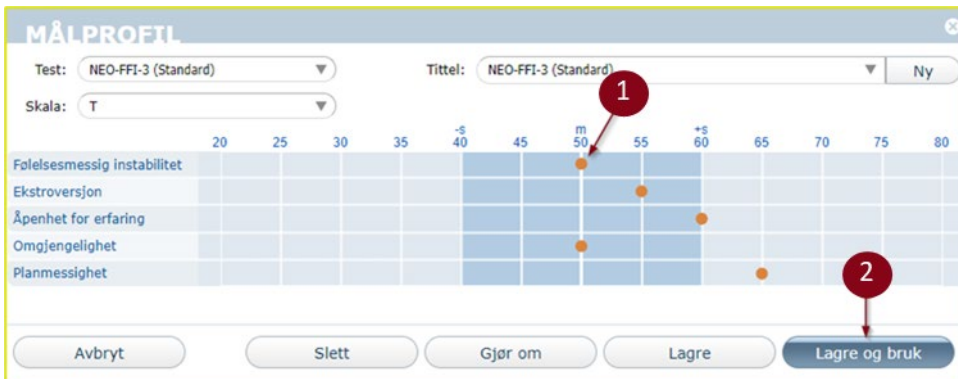 MÅLPROFIL
Test: NEO-FFI-3 (Standard) Tittel: NEO-FFI-3 (Standard) Ny
Skala: T
1
-s m +s
20 25 30 35 40 45 50 55 60 65 70 75 80
Følelsesmessig instabilitet
Ekstroversjon
Åpenhet for erfaring
Omgjengelighet
Planmessighet
2
Avbryt Slett Gjør om Lagre Lagre og bruk